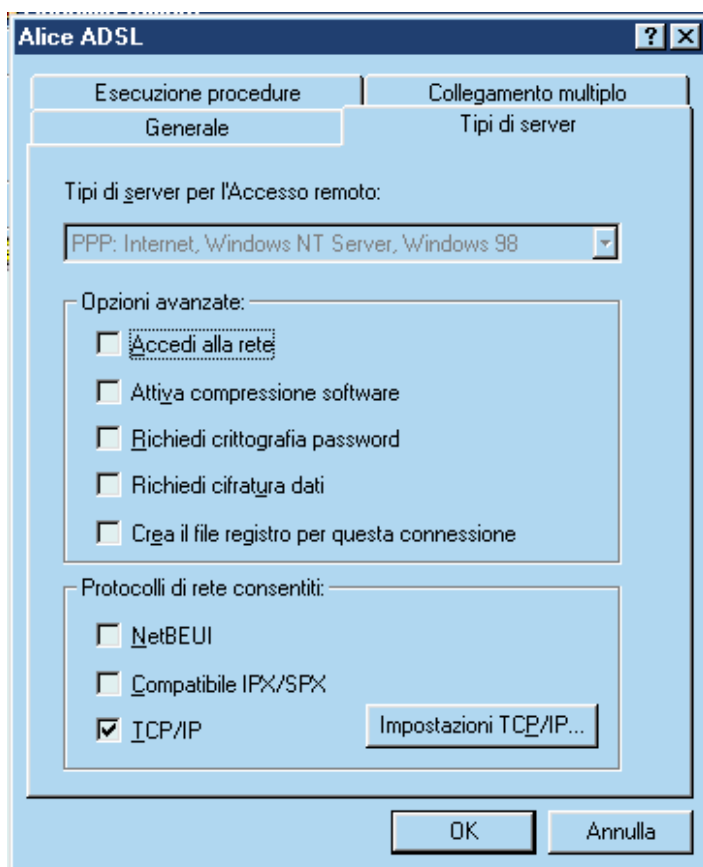 Alice ADSL
Esecuzione procedure
Collegamento multiplo
Generale
Tipi di server
Tipi di server per l'Accesso remoto:
PPP: Internet, Windows NT Server, Windows 98
Opzioni avanzate:
Accedi alla rete
Attiva compressione software
Richiedi crittografia password
Richiedi cifratura dati
Crea il file registro per questa connessione
Protocolli di rete consentiti:
NetBEUI
Compatibile IPX/SPX
TCP/IP
Impostazioni TCP/IP...
OK
Annulla